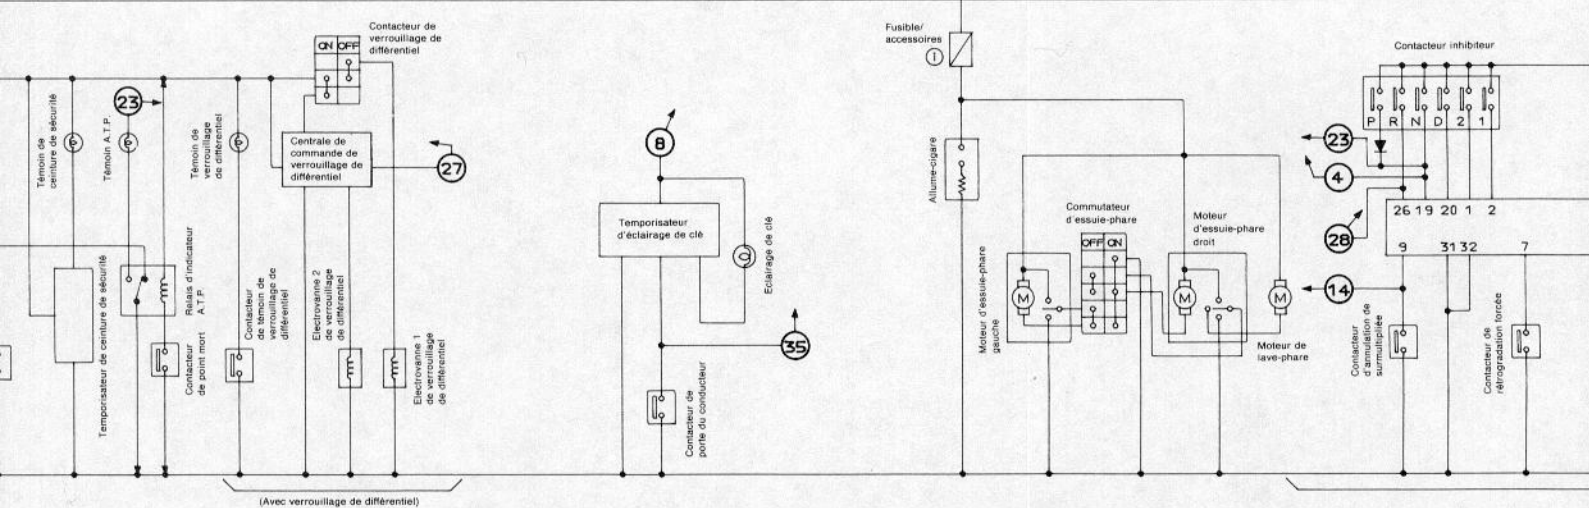 Contacteur de
verrouillage de
différentiel
ON OFF
23
Témoin de
ceinture de sécurité
Témoin A.T.P.
Témoin de
verrouillage
de différentiel
Centrale de
commande de
verrouillage de
différentiel
27
Temporisateur de ceinture de sécurité
Relais d'indicateur
A.T.P.
Contacteur
de point mort
Contacteur
de témoin de
verrouillage de
différentiel
Electrovanne 2
de verrouillage
de différentiel
Electrovanne 1
de verrouillage
de différentiel
(Avec verrouillage de différentiel)
8
Temporisateur
d'éclairage de clé
Eclairage de clé
35
Contacteur de
porte du conducteur
Fusible/
accessoires
1
Allume-cigare
Moteur d'essuie-phare
gauche
M
Commutateur
d'essuie-phare
OFF ON
Moteur
d'essuie-phare
droit
M
M
Moteur de
lave-phare
Contacteur inhibiteur
P R N D 2 1
23
4
28
26 19 20 1 2
9 31 32 7
14
Contacteur
d'annulation de
surmultipliée
Contacteur de
rétrogradation forcée